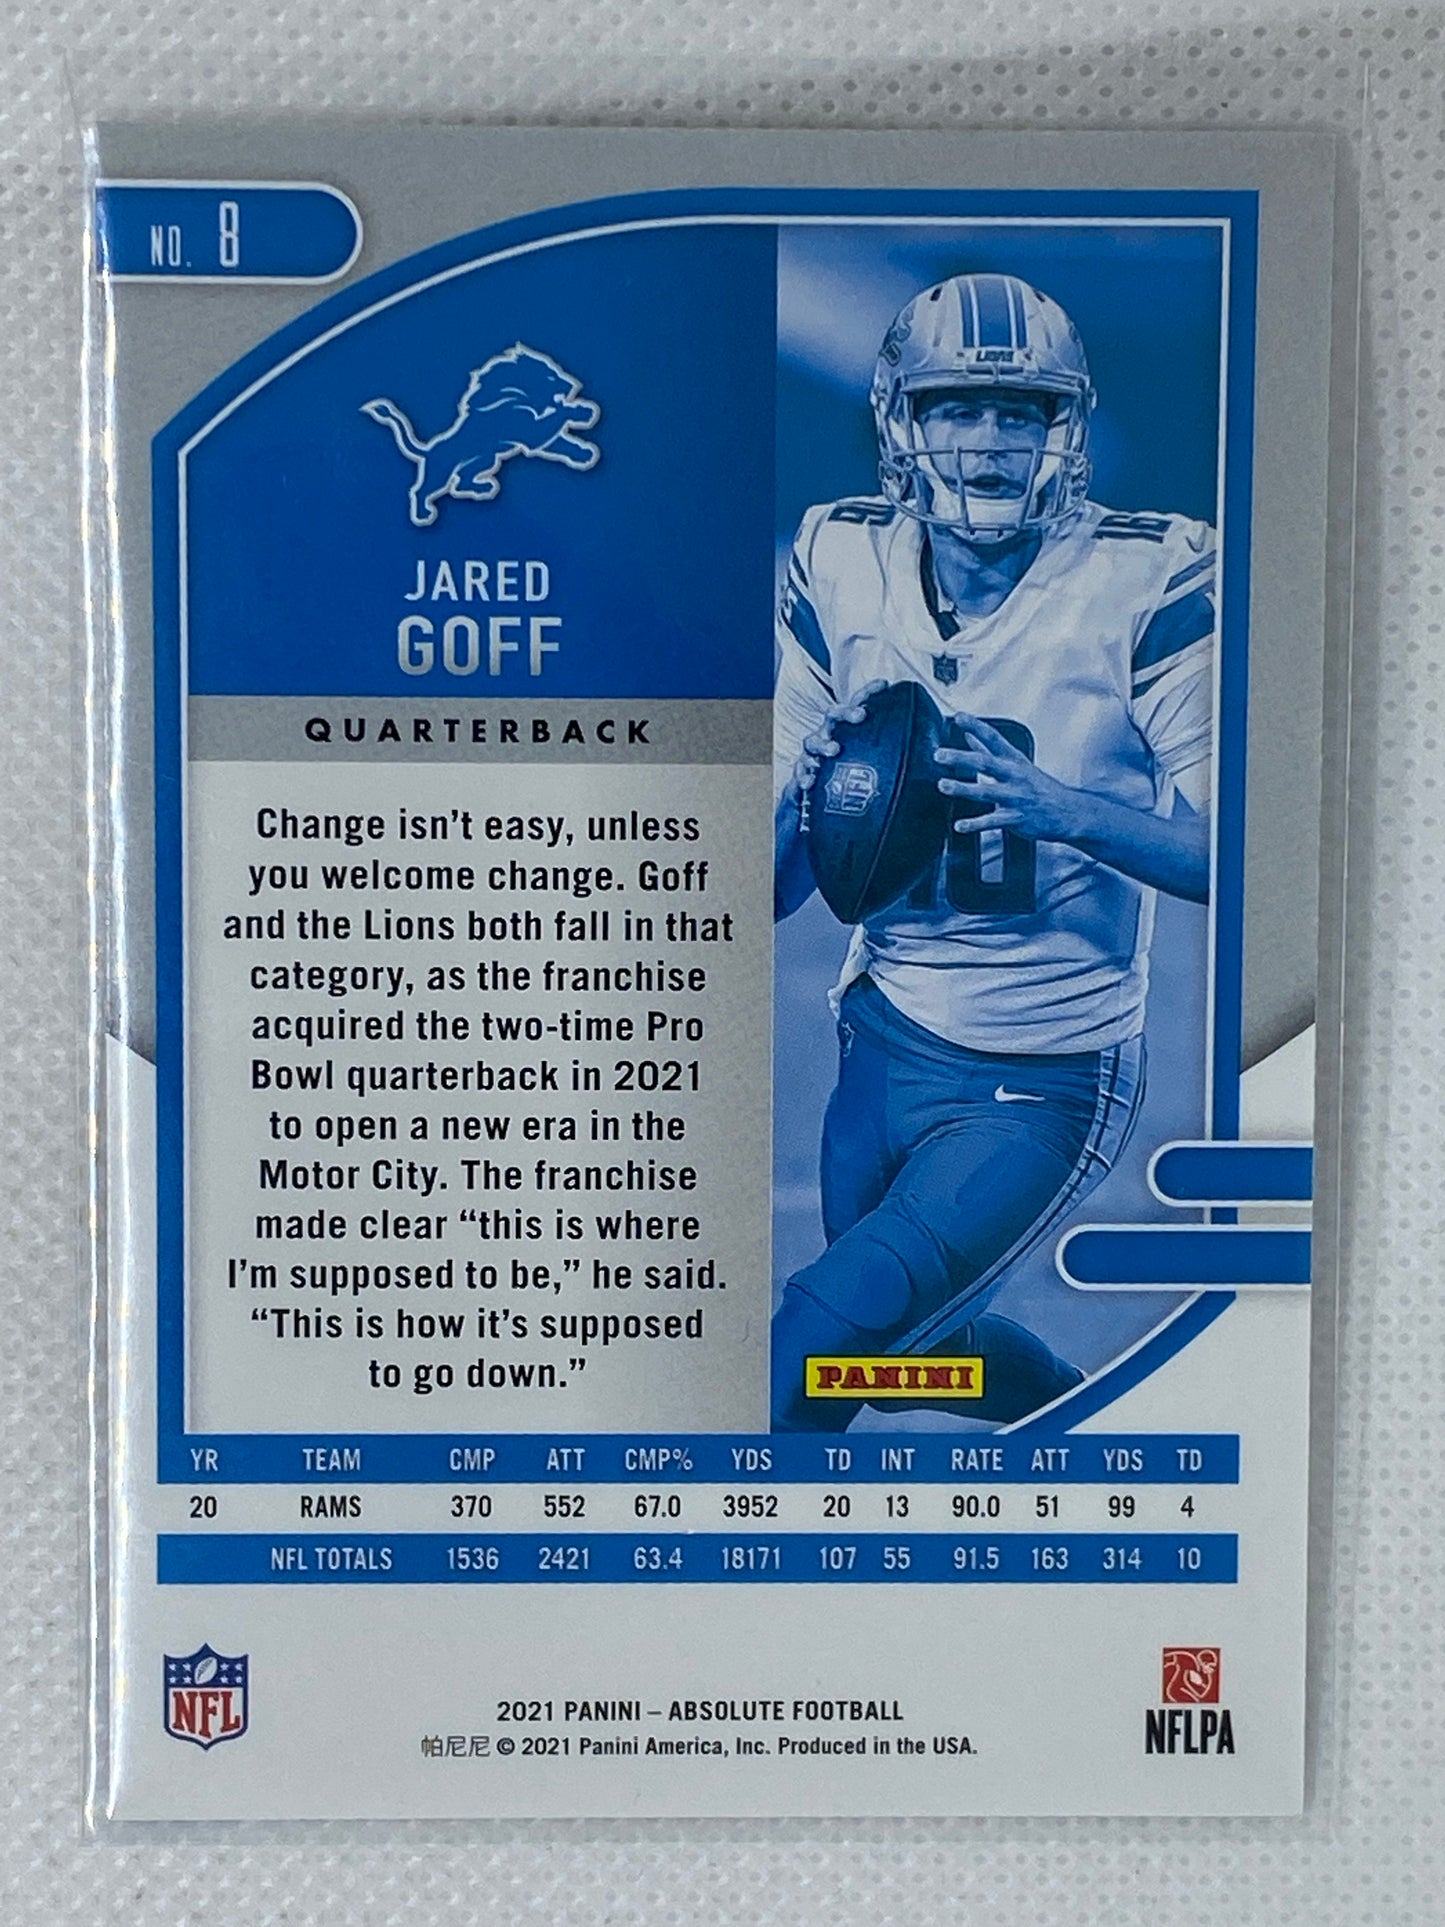 NO. 8
LIONS
16
16
16
NFL
JARED
GOFF
QUARTERBACK
Change isn't easy, unless
you welcome change. Goff
and the Lions both fall in that
category, as the franchise
acquired the two-time Pro
Bowl quarterback in 2021
to open a new era in the
Motor City. The franchise
made clear “this is where
I'm supposed to be,” he said.
“This is how it's supposed
to go down.”
PANINI
YR TEAM CMP ATT CMP% YDS TD INT RATE ATT YDS TD
20 RAMS 370 552 67.0 3952 20 13 90.0 51 99 4
NFL TOTALS 1536 2421 63.4 18171 107 55 91.5 163 314 10
NFL
2021 PANINI – ABSOLUTE FOOTBALL
帕尼尼 © 2021 Panini America, Inc. Produced in the USA.
NFLPA